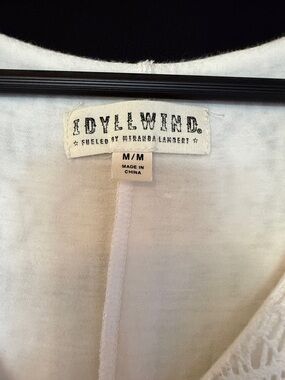 IDYLLWIND®
☆ FUELED BY MIRANDA LAMBERT ☆
M/M
MADE IN
CHINA